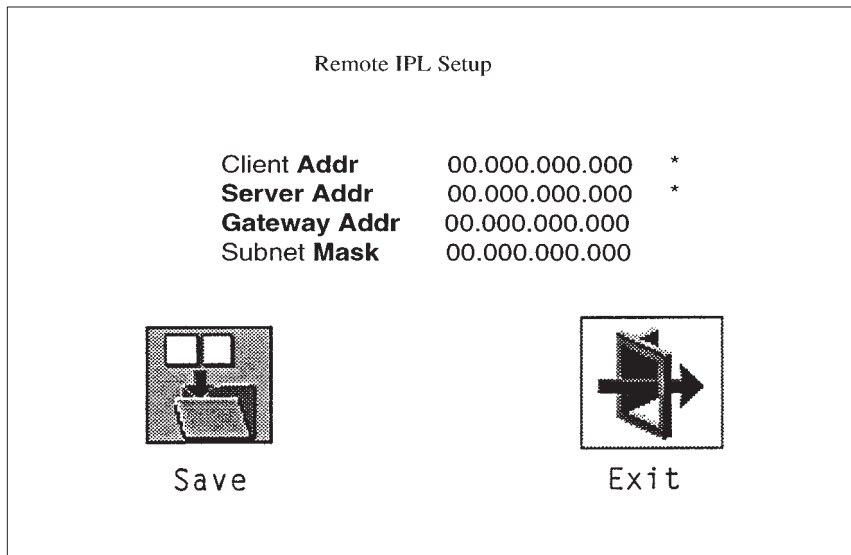 Remote IPL Setup
Client Addr 00.000.000.000 *
Server Addr 00.000.000.000 *
Gateway Addr 00.000.000.000
Subnet Mask 00.000.000.000
Save
Exit